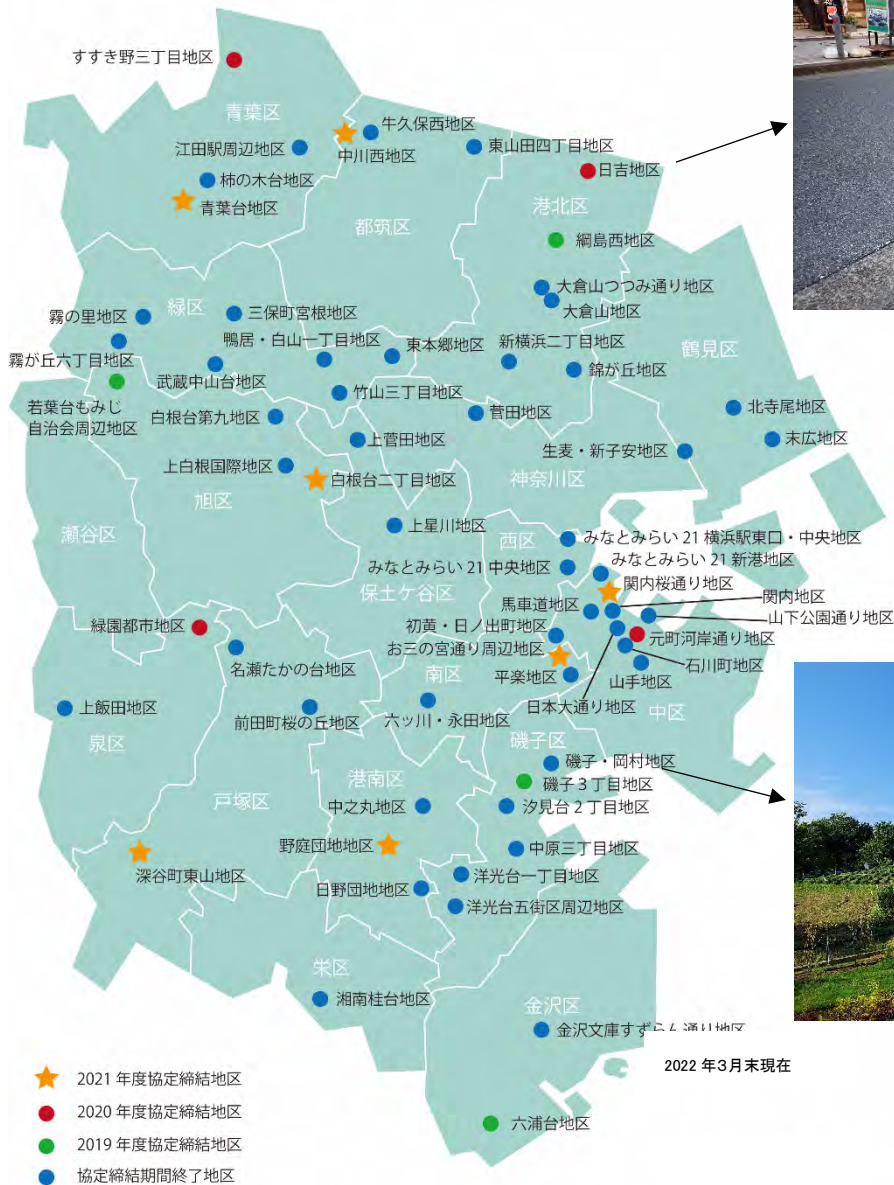 すすき野三丁目地区
青葉区
牛久保西地区
江田駅周辺地区
中川西地区
東山田四丁目地区
日吉地区
柿の木台地区
青葉台地区
港北区
都筑区
綱島西地区
大倉山つつみ通り地区
大倉山地区
緑区
霧の里地区
三保町宮根地区
鴨居・白山一丁目地区
東本郷地区
新横浜二丁目地区
鶴見区
霧が丘六丁目地区
武蔵中山台地区
錦が丘地区
竹山三丁目地区
若葉台もみじ
自治会周辺地区
白根台第九地区
菅田地区
北寺尾地区
上菅田地区
生麦・新子安地区
末広地区
上白根国際地区
白根台二丁目地区
神奈川区
旭区
瀬谷区
上星川地区
西区
みなとみらい 21 横浜駅東口・中央地区
みなとみらい 21 中央地区
みなとみらい 21 新港地区
関内桜通り地区
保土ケ谷区
馬車道地区
関内地区
山下公園通り地区
緑園都市地区
初黄・日ノ出町地区
元町河岸通り地区
お三の宮通り周辺地区
名瀬たかの台地区
石川町地区
南区
平楽地区
山手地区
上飯田地区
前田町桜の丘地区
六ッ川・永田地区
日本大通り地区
中区
泉区
磯子区
磯子・岡村地区
港南区
磯子３丁目地区
戸塚区
中之丸地区
汐見台２丁目地区
野庭団地地区
中原三丁目地区
深谷町東山地区
日野団地地区
洋光台一丁目地区
洋光台五街区周辺地区
栄区
湘南桂台地区
金沢区
金沢文庫すずらん通り地区
2022 年３月末現在
六浦台地区
2021 年度協定締結地区
2020 年度協定締結地区
2019 年度協定締結地区
協定締結期間終了地区